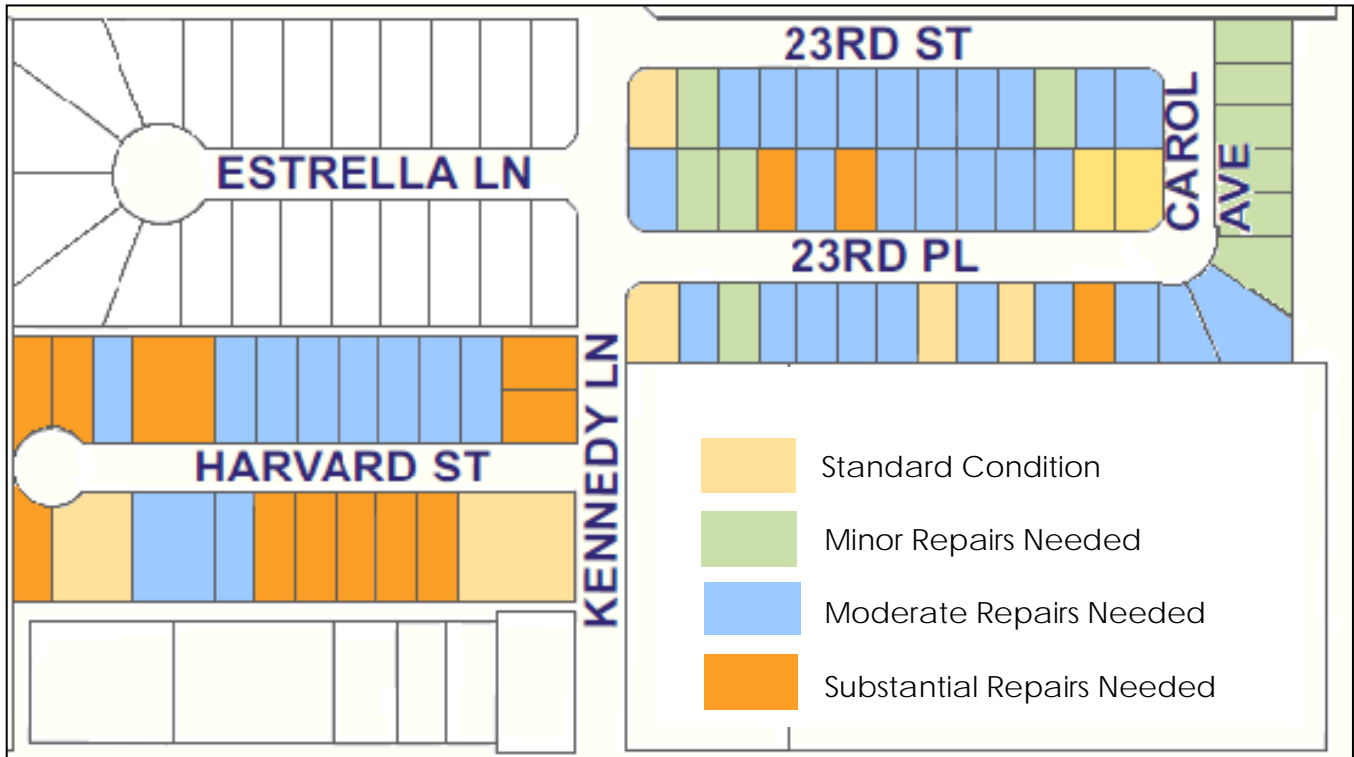 23RD ST
CAROL
AVE
ESTRELLA LN
23RD PL
KENNEDY LN
HARVARD ST
Standard Condition
Minor Repairs Needed
Moderate Repairs Needed
Substantial Repairs Needed